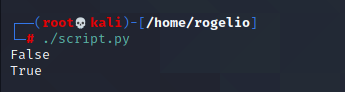 ┌──(root💀kali)-[/home/rogelio]
└─# ./script.py
False
True